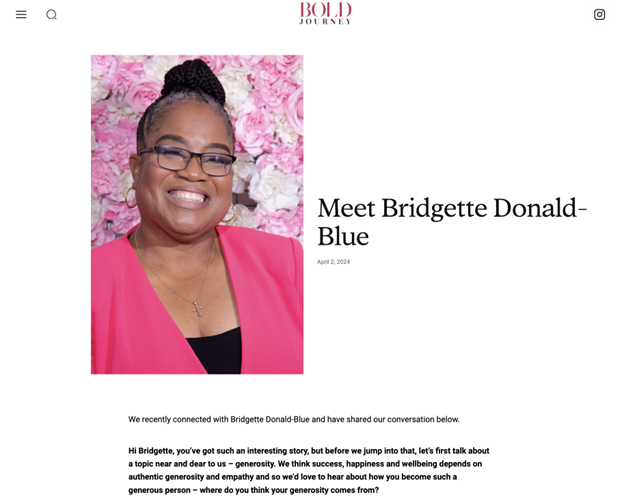 BOLD
JOURNEY
Meet Bridgette Donald-
Blue
April 2, 2024
We recently connected with Bridgette Donald-Blue and have shared our conversation below.
Hi Bridgette, you’ve got such an interesting story, but before we jump into that, let’s first talk about
a topic near and dear to us – generosity. We think success, happiness and wellbeing depends on
authentic generosity and empathy and so we’d love to hear about how you become such a
generous person – where do you think your generosity comes from?